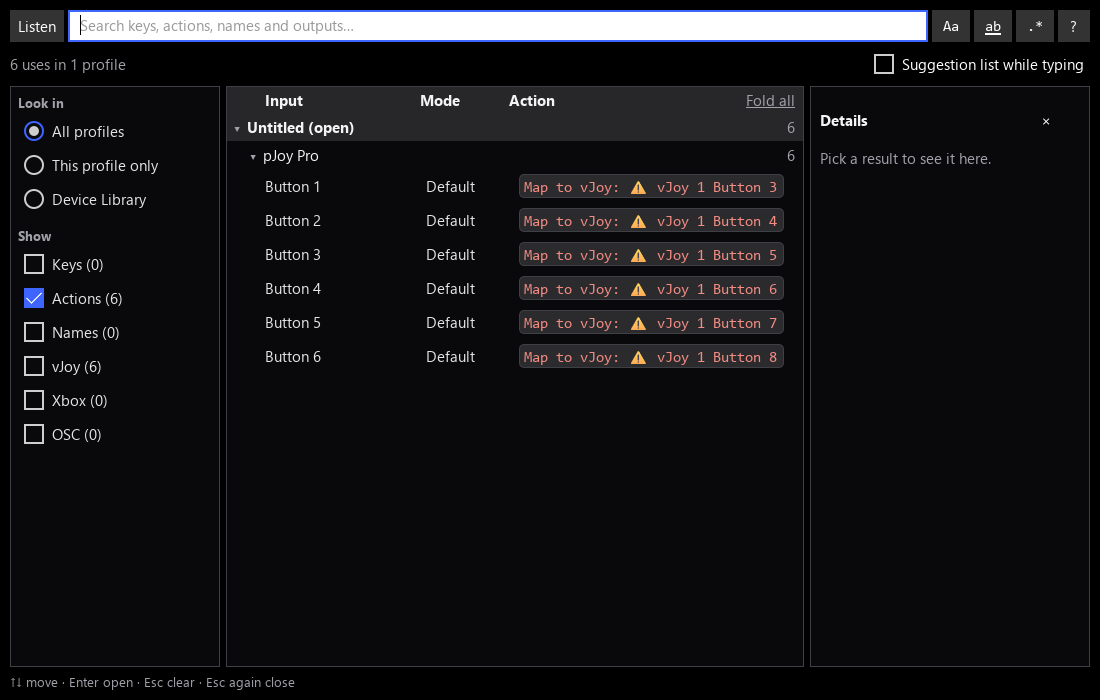 Listen Search keys, actions, names and outputs... Aa ab .* ?
6 uses in 1 profile Suggestion list while typing
Look in
All profiles
This profile only
Device Library
Show
Keys (0)
Actions (6)
Names (0)
vJoy (6)
Xbox (0)
OSC (0)
Input Mode Action Fold all
▾ Untitled (open) 6
▾ pJoy Pro 6
Button 1 Default Map to vJoy: ⚠ vJoy 1 Button 3
Button 2 Default Map to vJoy: ⚠ vJoy 1 Button 4
Button 3 Default Map to vJoy: ⚠ vJoy 1 Button 5
Button 4 Default Map to vJoy: ⚠ vJoy 1 Button 6
Button 5 Default Map to vJoy: ⚠ vJoy 1 Button 7
Button 6 Default Map to vJoy: ⚠ vJoy 1 Button 8
Details ×
Pick a result to see it here.
↑↓ move · Enter open · Esc clear · Esc again close